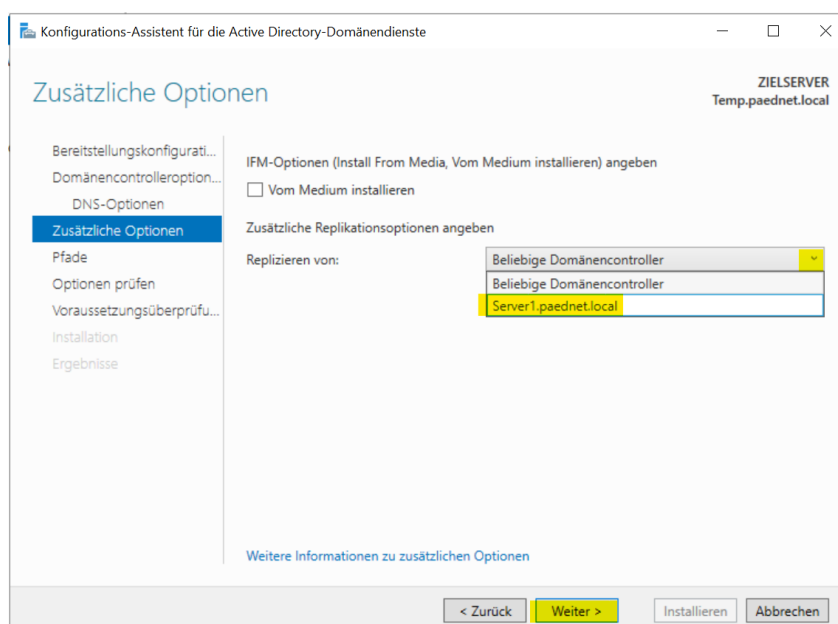 Konfigurations-Assistent für die Active Directory-Domänendienste
Zusätzliche Optionen
ZIELSERVER
Temp.paednet.local
Bereitstellungskonfigurati...
Domänencontrolleroption...
DNS-Optionen
Zusätzliche Optionen
Pfade
Optionen prüfen
Voraussetzungsüberprüfu...
Installation
Ergebnisse
IFM-Optionen (Install From Media, Vom Medium installieren) angeben
Vom Medium installieren
Zusätzliche Replikationsoptionen angeben
Replizieren von:
Beliebige Domänencontroller
Beliebige Domänencontroller
Server1.paednet.local
Weitere Informationen zu zusätzlichen Optionen
< Zurück
Weiter >
Installieren
Abbrechen